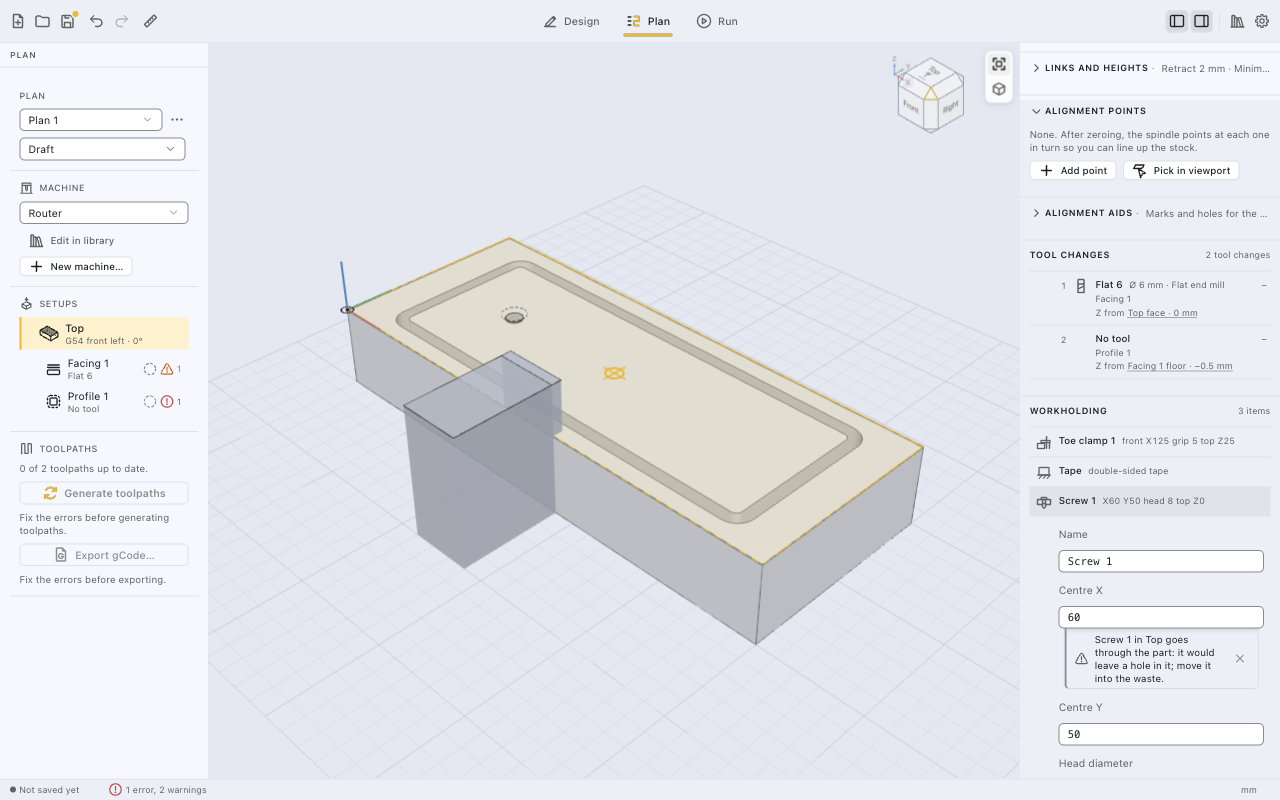 Design
Plan
Run
PLAN
PLAN
Plan 1
Draft
MACHINE
Router
Edit in library
New machine...
SETUPS
Top
G54 front left · 0°
Facing 1
Flat 6
1
Profile 1
No tool
1
TOOLPATHS
0 of 2 toolpaths up to date.
Generate toolpaths
Fix the errors before generating
toolpaths.
Export gCode...
Fix the errors before exporting.
Front
Right
LINKS AND HEIGHTS · Retract 2 mm · Minim...
ALIGNMENT POINTS
None. After zeroing, the spindle points at each one
in turn so you can line up the stock.
Add point
Pick in viewport
ALIGNMENT AIDS · Marks and holes for the ...
TOOL CHANGES
2 tool changes
1 Flat 6 Ø 6 mm · Flat end mill –
Facing 1
Z from Top face · 0 mm
2 No tool –
Profile 1
Z from Facing 1 floor · −0.5 mm
WORKHOLDING
3 items
Toe clamp 1 front X125 grip 5 top Z25
Tape double-sided tape
Screw 1 X60 Y50 head 8 top Z0
Name
Screw 1
Centre X
60
Screw 1 in Top goes
through the part: it would
leave a hole in it; move it
into the waste.
Centre Y
50
Head diameter
Not saved yet
1 error, 2 warnings
mm